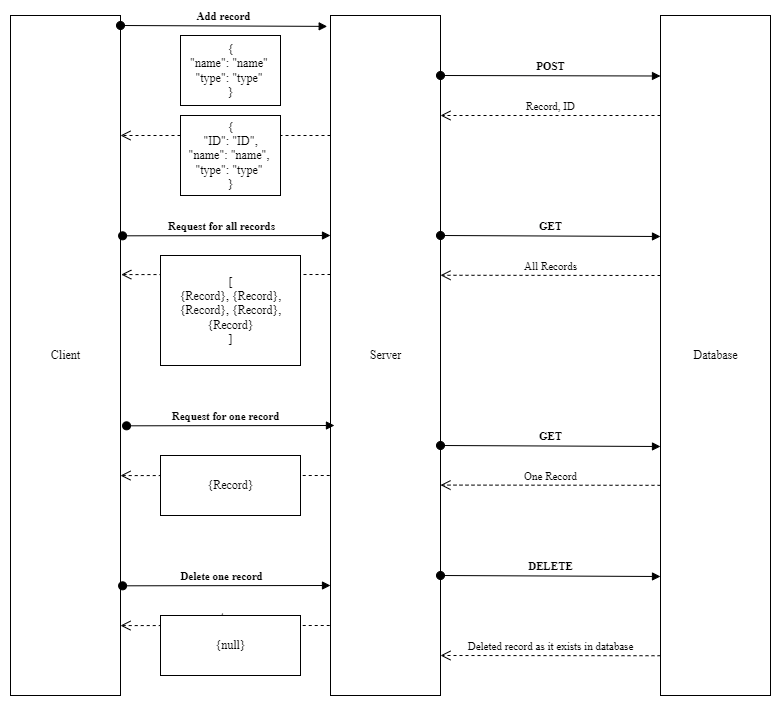 Add record
{
"name": "name"
"type": "type"
}
POST
Record, ID
{
"ID": "ID",
"name": "name",
"type": "type"
}
Request for all records
GET
All Records
[
{Record}, {Record},
{Record}, {Record},
{Record}
]
Client
Server
Database
Request for one record
GET
One Record
{Record}
Delete one record
DELETE
{null}
Deleted record as it exists in database